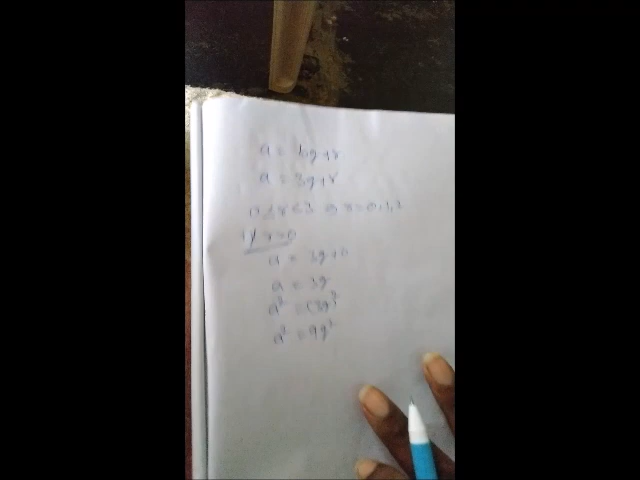 a = bq+r
a = 3q+r
0 ≤ r < 3 ⇒ r = 0,1,2
If r=0
a = 3q+0
a = 3q
a² = (3q)²
a² = 9q²